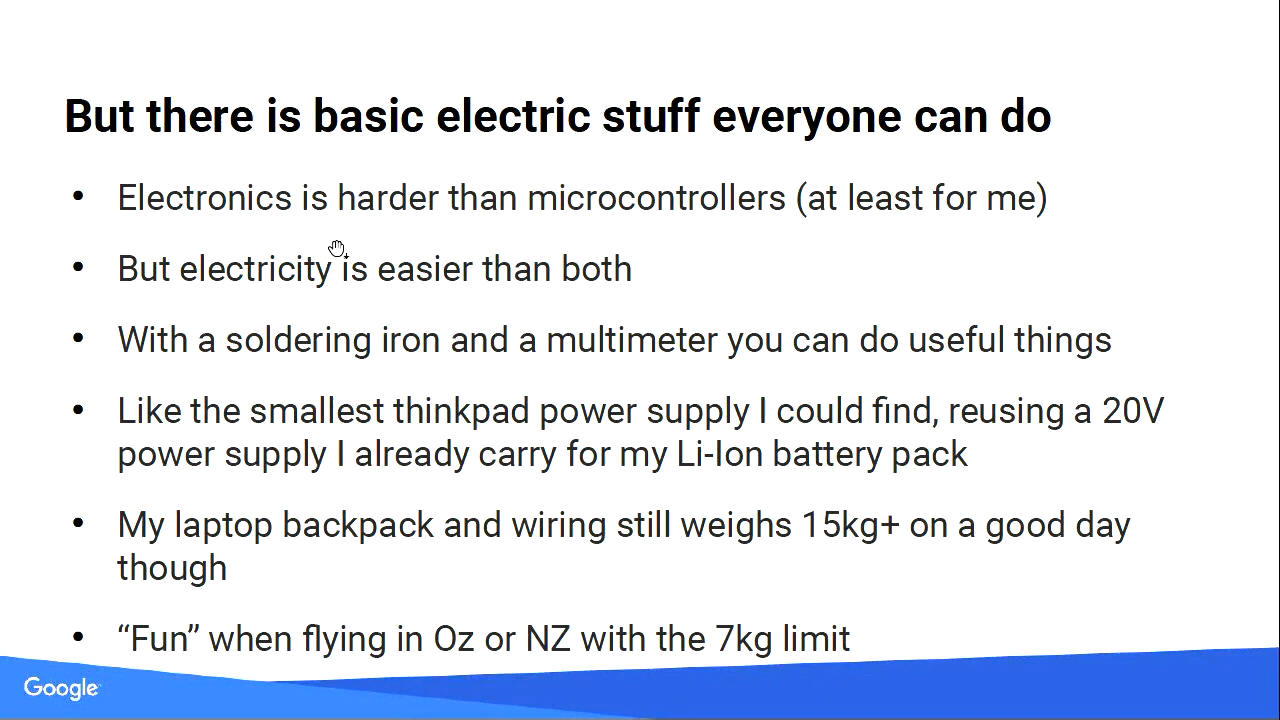 But there is basic electric stuff everyone can do
• Electronics is harder than microcontrollers (at least for me)
• But electricity is easier than both
• With a soldering iron and a multimeter you can do useful things
• Like the smallest thinkpad power supply I could find, reusing a 20V
power supply I already carry for my Li-Ion battery pack
• My laptop backpack and wiring still weighs 15kg+ on a good day
though
• “Fun” when flying in Oz or NZ with the 7kg limit
Google